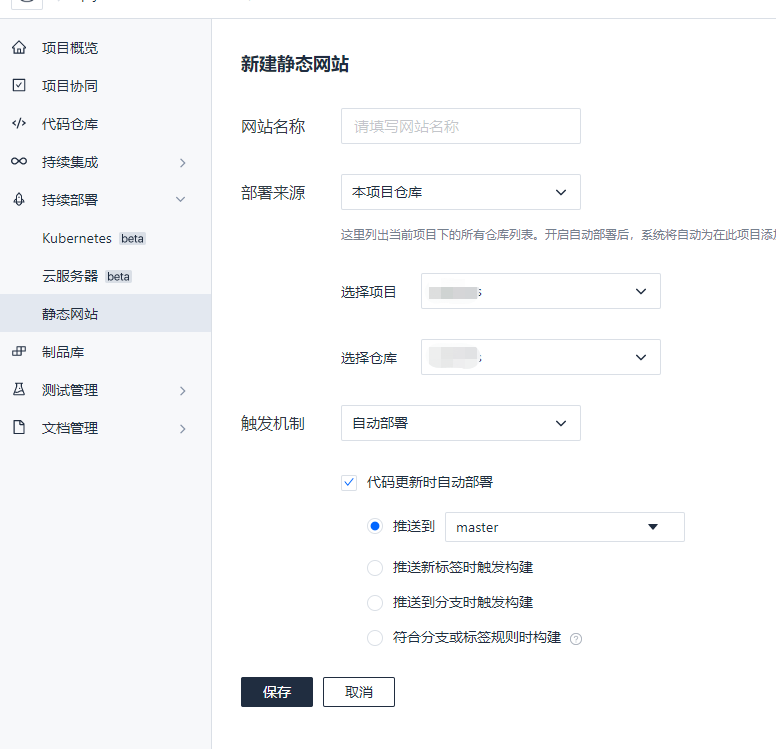 项目概览
项目协同
代码仓库
持续集成
持续部署
Kubernetes beta
云服务器 beta
静态网站
制品库
测试管理
文档管理
新建静态网站
网站名称 请填写网站名称
部署来源 本项目仓库
这里列出当前项目下的所有仓库列表。开启自动部署后，系统将自动为在此项目添
选择项目
选择仓库
触发机制 自动部署
代码更新时自动部署
推送到 master
推送新标签时触发构建
推送到分支时触发构建
符合分支或标签规则时构建 ?
保存 取消